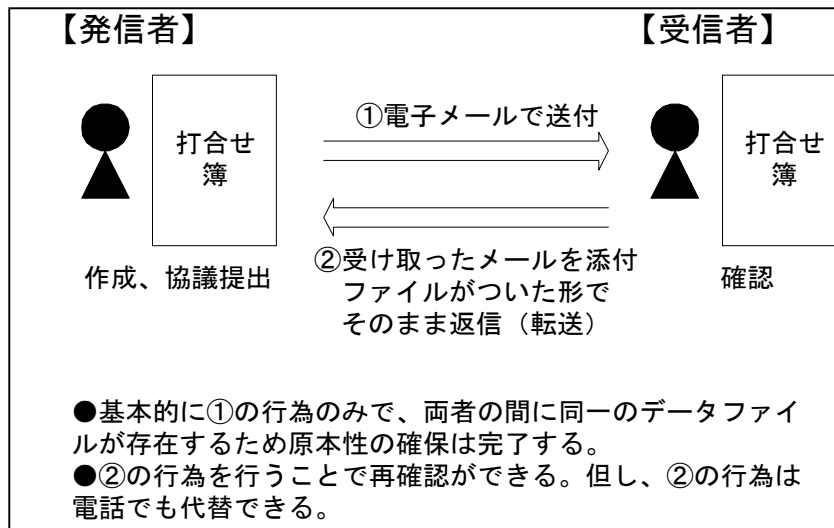 【発信者】
【受信者】
打合せ
簿
①電子メールで送付
打合せ
簿
作成、協議提出
②受け取ったメールを添付
ファイルがついた形で
そのまま返信（転送）
確認
●基本的に①の行為のみで、両者の間に同一のデータファイ
ルが存在するため原本性の確保は完了する。
●②の行為を行うことで再確認ができる。但し、②の行為は
電話でも代替できる。